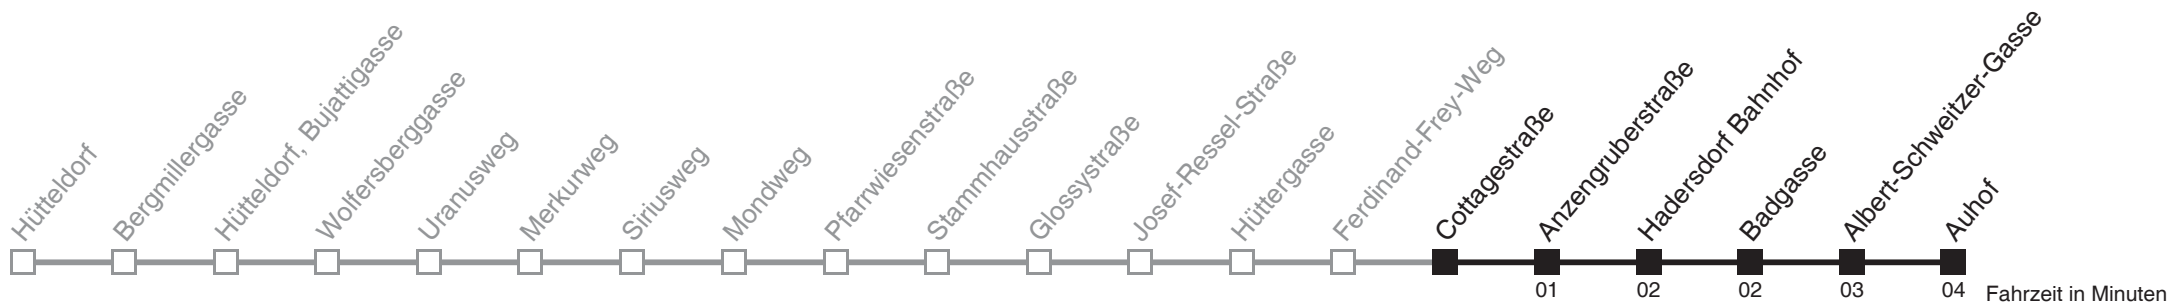 Hütteldorf
Bergmillergasse
Hütteldorf, Bujattigasse
Wolfersberggasse
Uranusweg
Merkurweg
Siriusweg
Mondweg
Pfarrwiesenstraße
Stammhausstraße
Glossystraße
Josef-Ressel-Straße
Hüttergasse
Ferdinand-Frey-Weg
Cottagestraße
Anzengruberstraße
Hadersdorf Bahnhof
Badgasse
Albert-Schweitzer-Gasse
Auhof
01 02 02 03 04 Fahrzeit in Minuten